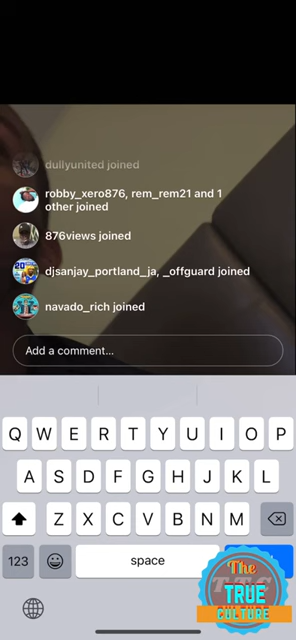 dullyunited joined
robby_xero876, rem_rem21 and 1
other joined
876views joined
20
djsanjay_portland_ja, _offguard joined
navado_rich joined
Add a comment...
Q W E R T Y U I O P
A S D F G H J K L
Z X C V B N M
123 space
The
T.T.C
TRUE
CULTURE